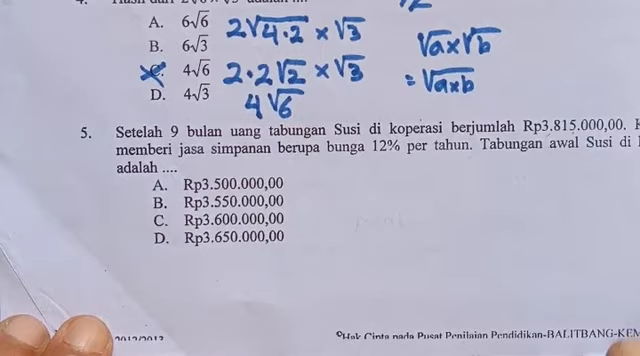 A. 6√6
2√4·2 × √3
√a×√b
B. 6√3
C. 4√6
2·2√2 × √3
= √a×b
D. 4√3
4√6
5. Setelah 9 bulan uang tabungan Susi di koperasi berjumlah Rp3.815.000,00.
memberi jasa simpanan berupa bunga 12% per tahun. Tabungan awal Susi di
adalah ....
A. Rp3.500.000,00
B. Rp3.550.000,00
C. Rp3.600.000,00
D. Rp3.650.000,00
©Hak Cipta pada Pusat Penilaian Pendidikan-BALITBANG-KEM